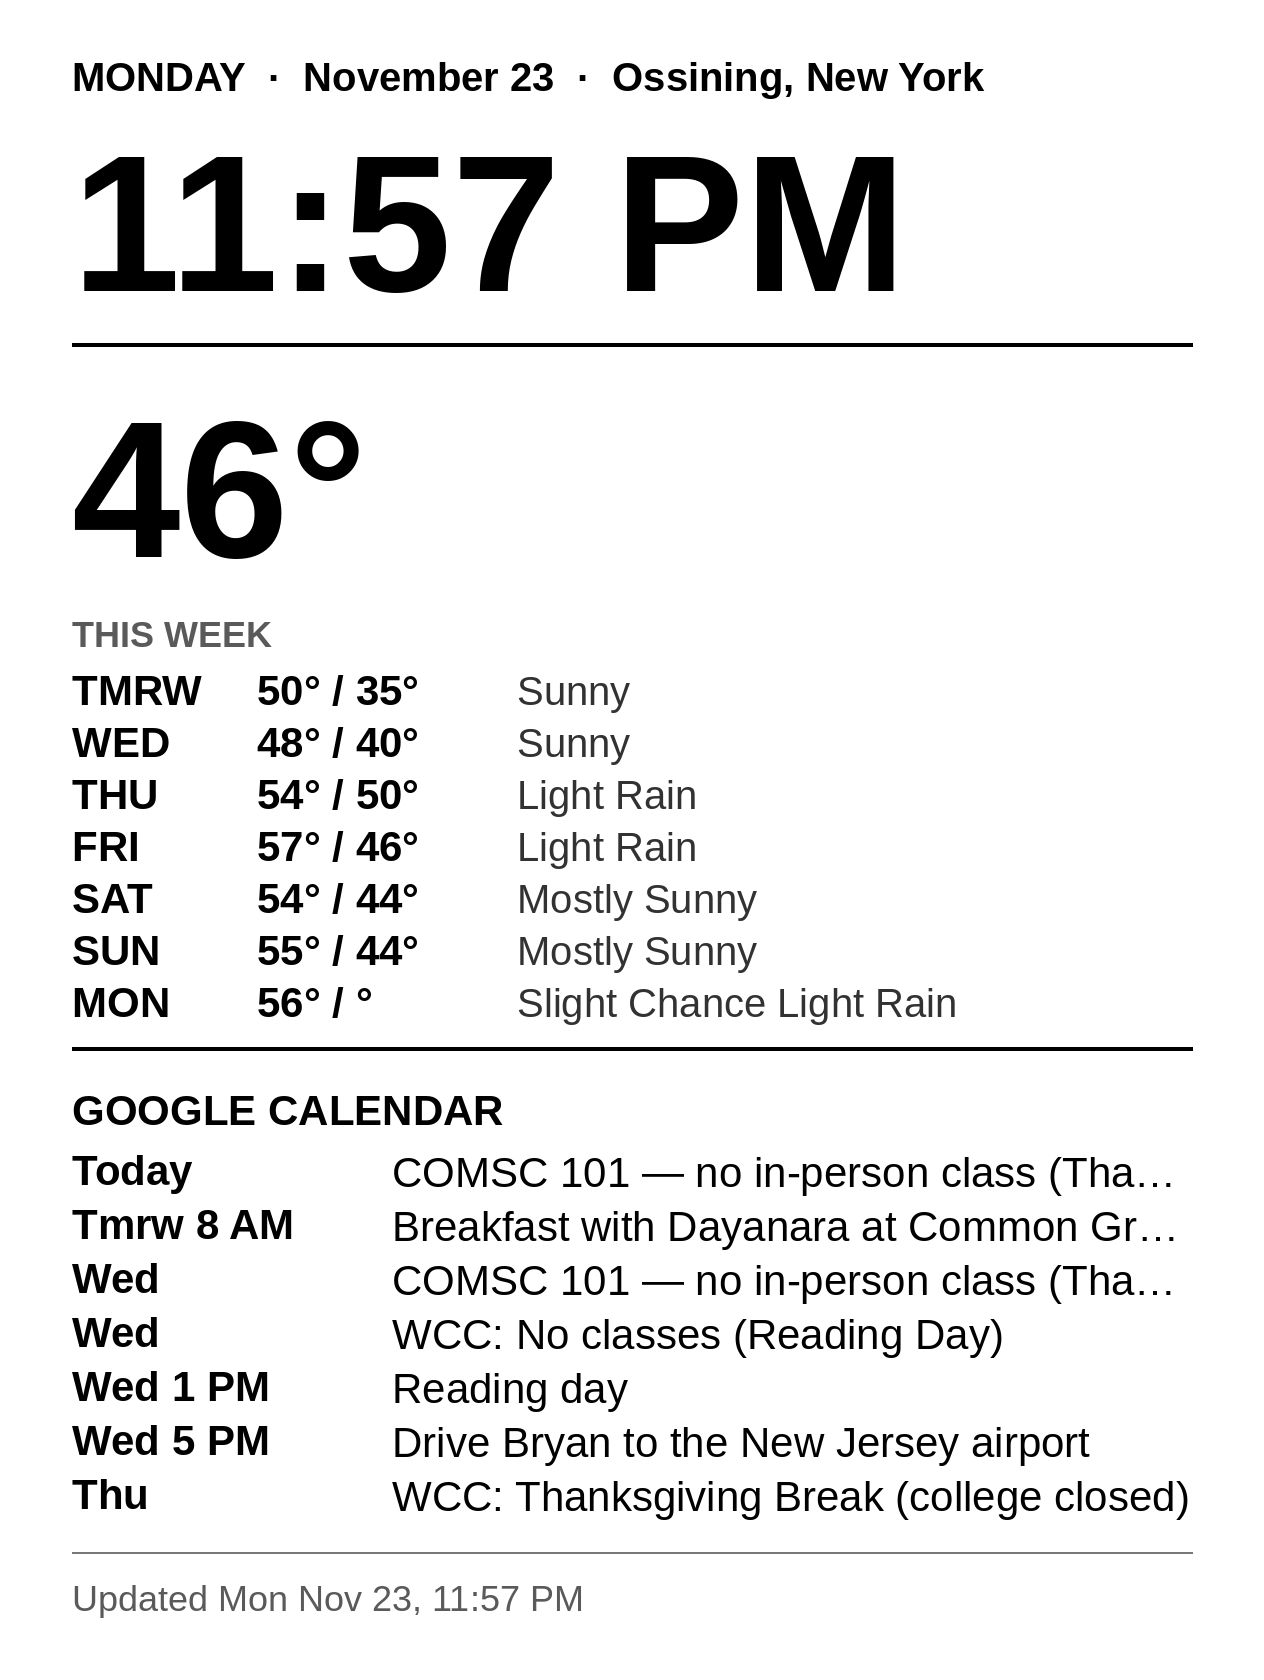 MONDAY · November 23 · Ossining, New York
11:57 PM
46°
THIS WEEK
TMRW 50° / 35° Sunny
WED 48° / 40° Sunny
THU 54° / 50° Light Rain
FRI 57° / 46° Light Rain
SAT 54° / 44° Mostly Sunny
SUN 55° / 44° Mostly Sunny
MON 56° / ° Slight Chance Light Rain
GOOGLE CALENDAR
Today COMSC 101 — no in-person class (Tha…
Tmrw 8 AM Breakfast with Dayanara at Common Gr…
Wed COMSC 101 — no in-person class (Tha…
Wed WCC: No classes (Reading Day)
Wed 1 PM Reading day
Wed 5 PM Drive Bryan to the New Jersey airport
Thu WCC: Thanksgiving Break (college closed)
Updated Mon Nov 23, 11:57 PM